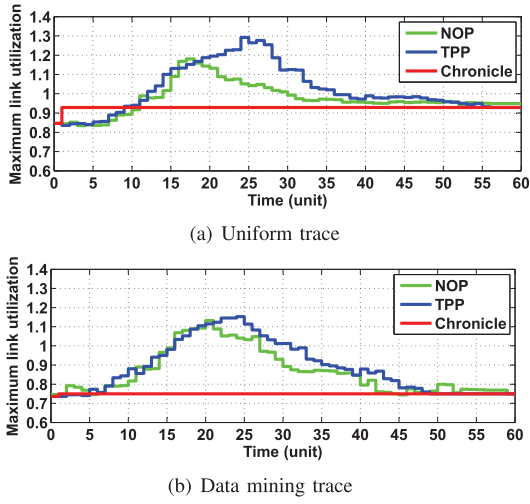 Maximum link utilization
1.4
1.3
1.2
1.1
1
0.9
0.8
0.7
0.6
NOP
TPP
Chronicle
0 5 10 15 20 25 30 35 40 45 50 55 60
Time (unit)
(a) Uniform trace
Maximum link utilization
1.4
1.3
1.2
1.1
1
0.9
0.8
0.7
0.6
NOP
TPP
Chronicle
0 5 10 15 20 25 30 35 40 45 50 55 60
Time (unit)
(b) Data mining trace